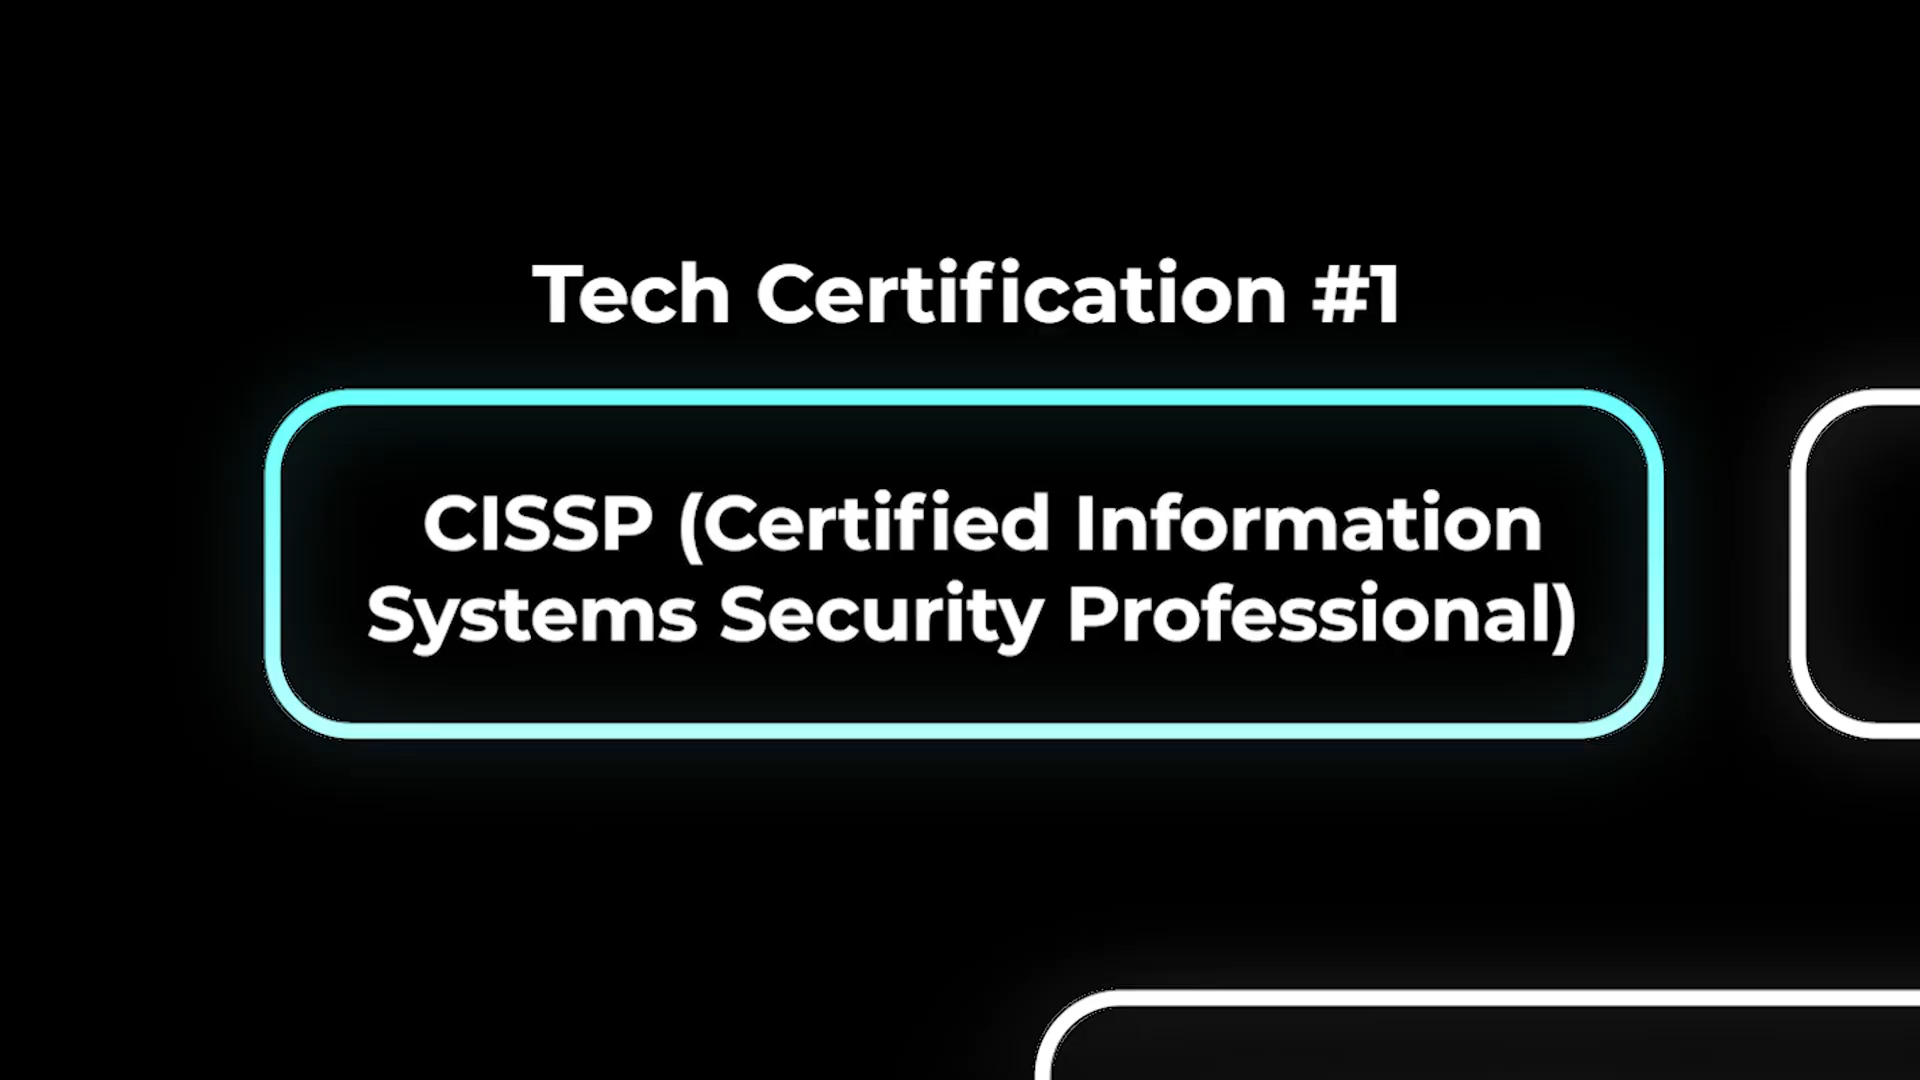 Tech Certification #1
CISSP (Certified Information
Systems Security Professional)